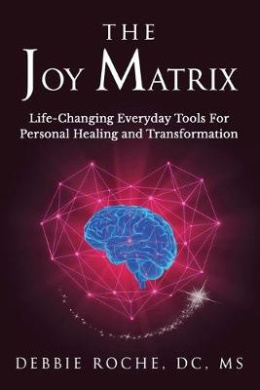 THE
JOY MATRIX
Life-Changing Everyday Tools For
Personal Healing and Transformation
DEBBIE ROCHE, DC, MS